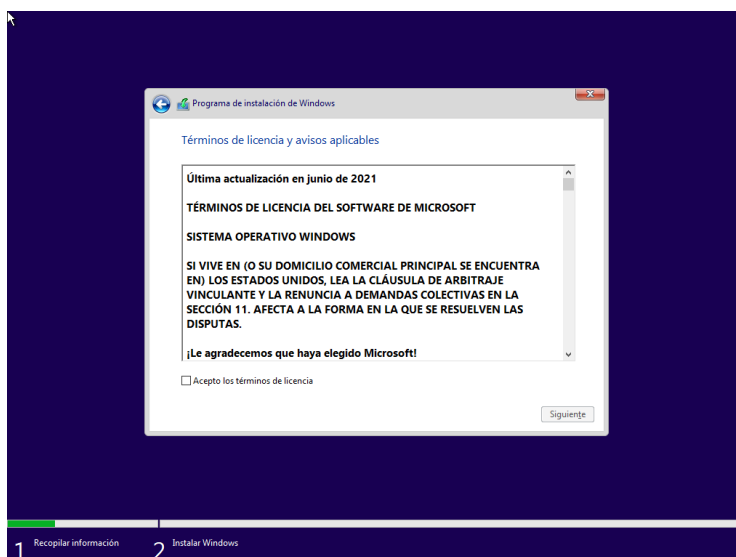 Programa de instalación de Windows
Términos de licencia y avisos aplicables
Última actualización en junio de 2021
TÉRMINOS DE LICENCIA DEL SOFTWARE DE MICROSOFT
SISTEMA OPERATIVO WINDOWS
SI VIVE EN (O SU DOMICILIO COMERCIAL PRINCIPAL SE ENCUENTRA
EN) LOS ESTADOS UNIDOS, LEA LA CLÁUSULA DE ARBITRAJE
VINCULANTE Y LA RENUNCIA A DEMANDAS COLECTIVAS EN LA
SECCIÓN 11. AFECTA A LA FORMA EN LA QUE SE RESUELVEN LAS
DISPUTAS.
¡Le agradecemos que haya elegido Microsoft!
Acepto los términos de licencia
Siguiente
1 Recopilar información
2 Instalar Windows